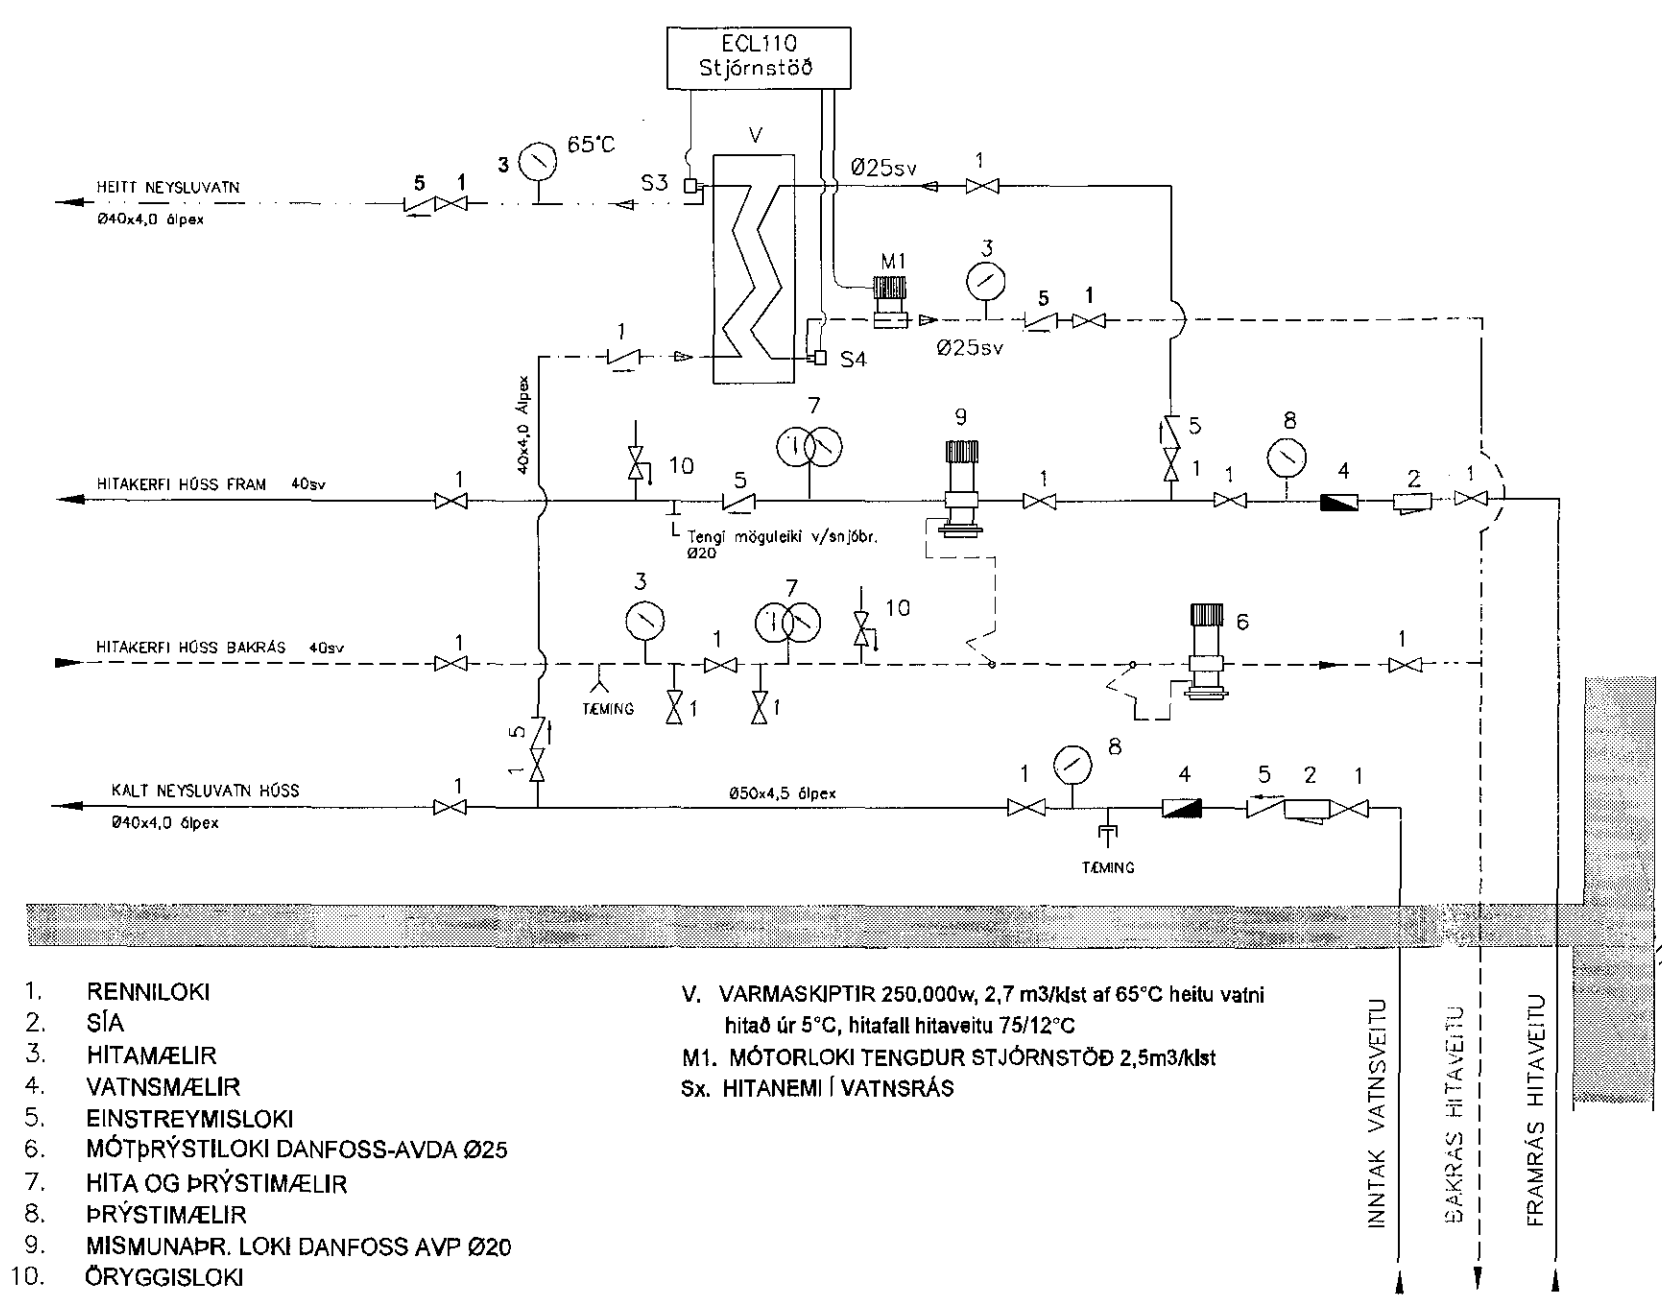 ECL110
Stjórnstöð
V
65°C
3
Ø25sv
1
HEITT NEYSLUVATN
5 1
S3
Ø40x4,0 álpex
M1
3
5 1
1
Ø25sv
S4
40x4,0 Álpex
7
9
5
8
10
1
HITAKERFI HÚSS FRAM 40sv
1
5
1
1
4
2
1
Tengi möguleiki v/snjóbr.
Ø20
3
7
10
6
HITAKERFI HÚSS BAKRÁS 40sv
1
1
1
TÆMING
1
1
5
1
8
KALT NEYSLUVATN HÚSS
1
Ø50x4,5 álpex
1
4
5
2
1
Ø40x4,0 álpex
TÆMING
1. RENNILOKI
2. SÍA
3. HITAMÆLIR
4. VATNSMÆLIR
5. EINSTREYMISLOKI
6. MÓTÞRÝSTILOKI DANFOSS-AVDA Ø25
7. HITA OG ÞRÝSTIMÆLIR
8. ÞRÝSTIMÆLIR
9. MISMUNAÞR. LOKI DANFOSS AVP Ø20
10. ÖRYGGISLOKI
V. VARMASKIPTIR 250.000w, 2,7 m3/klst af 65°C heitu vatni
hitað úr 5°C, hitafall hitaveitu 75/12°C
M1. MÓTORLOKI TENGDUR STJÓRNSTÖÐ 2,5m3/klst
Sx. HITANEMI Í VATNSRÁS
INNTAK VATNSVEITU
BAKRÁS HITAVEITU
FRAMRÁS HITAVEITU